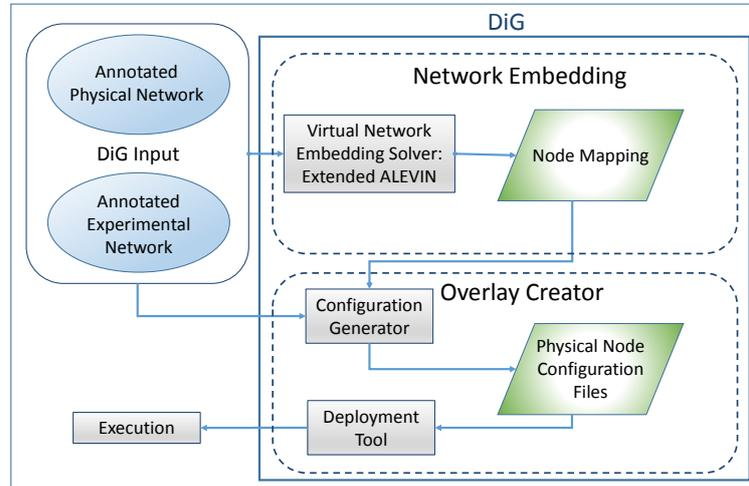 DiG
Annotated
Physical Network
DiG Input
Annotated
Experimental
Network
Network Embedding
Virtual Network
Embedding Solver:
Extended ALEVIN
Node Mapping
Overlay Creator
Configuration
Generator
Physical Node
Configuration
Files
Deployment
Tool
Execution